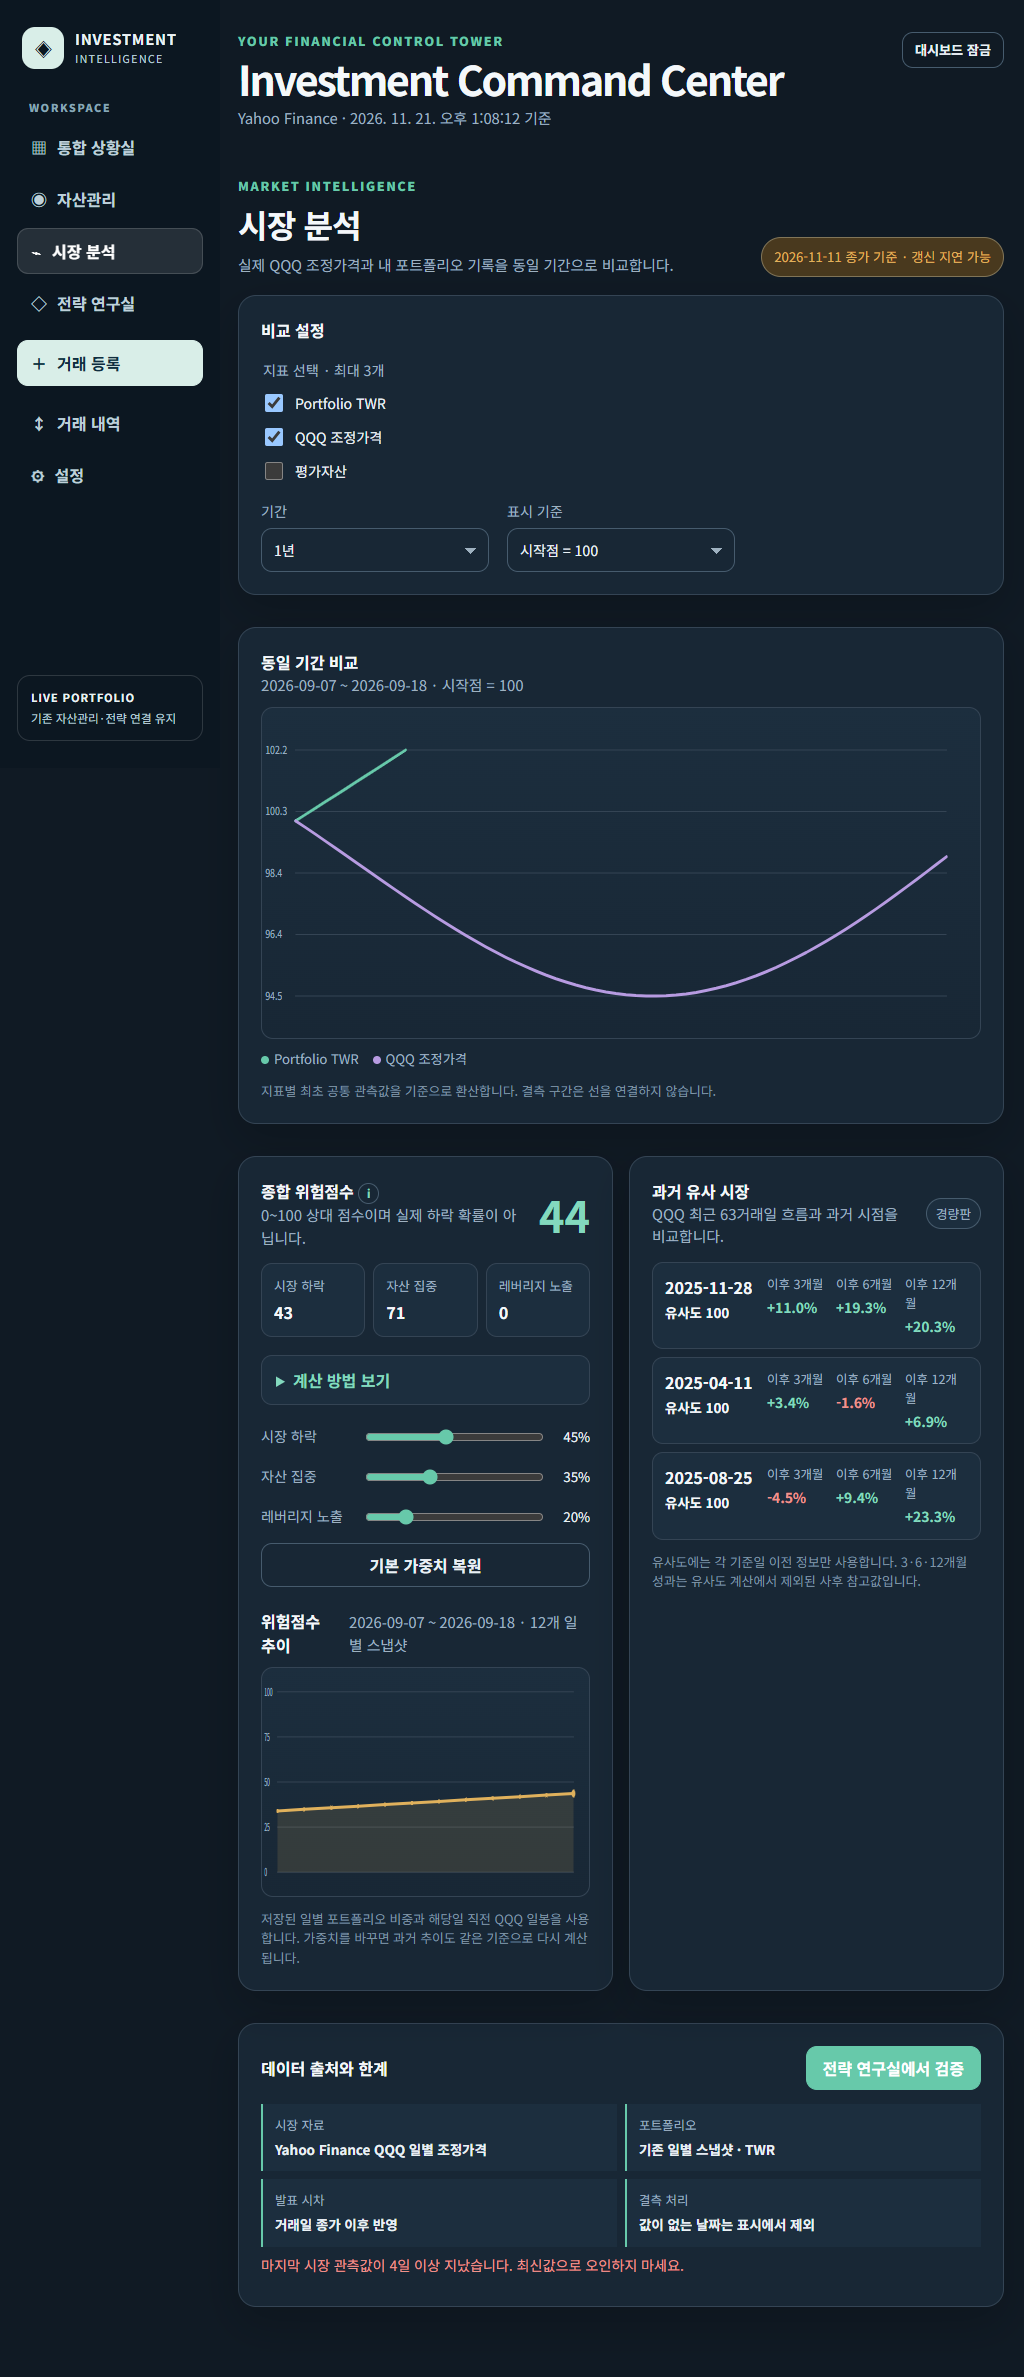 INVESTMENT
INTELLIGENCE
WORKSPACE
통합 상황실
자산관리
시장 분석
전략 연구실
+ 거래 등록
거래 내역
설정
LIVE PORTFOLIO
기존 자산관리·전략 연결 유지
YOUR FINANCIAL CONTROL TOWER
Investment Command Center
Yahoo Finance · 2026. 11. 21. 오후 1:08:12 기준
대시보드 잠금
MARKET INTELLIGENCE
시장 분석
실제 QQQ 조정가격과 내 포트폴리오 기록을 동일 기간으로 비교합니다.
2026-11-11 종가 기준 · 갱신 지연 가능
비교 설정
지표 선택 · 최대 3개
Portfolio TWR
QQQ 조정가격
평가자산
기간
표시 기준
1년
시작점 = 100
동일 기간 비교
2026-09-07 ~ 2026-09-18 · 시작점 = 100
102.2
100.3
98.4
96.4
94.5
Portfolio TWR
QQQ 조정가격
지표별 최초 공통 관측값을 기준으로 환산합니다. 결측 구간은 선을 연결하지 않습니다.
종합 위험점수 i
0~100 상대 점수이며 실제 하락 확률이 아
닙니다.
44
시장 하락
43
자산 집중
71
레버리지 노출
0
▶ 계산 방법 보기
시장 하락 45%
자산 집중 35%
레버리지 노출 20%
기본 가중치 복원
위험점수
추이
2026-09-07 ~ 2026-09-18 · 12개 일
별 스냅샷
100
75
50
25
0
저장된 일별 포트폴리오 비중과 해당일 직전 QQQ 일봉을 사용
합니다. 가중치를 바꾸면 과거 추이도 같은 기준으로 다시 계산
됩니다.
과거 유사 시장
QQQ 최근 63거래일 흐름과 과거 시점을
비교합니다.
경량판
2025-11-28
유사도 100
이후 3개월
+11.0%
이후 6개월
+19.3%
이후 12개
월
+20.3%
2025-04-11
유사도 100
이후 3개월
+3.4%
이후 6개월
-1.6%
이후 12개
월
+6.9%
2025-08-25
유사도 100
이후 3개월
-4.5%
이후 6개월
+9.4%
이후 12개
월
+23.3%
유사도에는 각 기준일 이전 정보만 사용합니다. 3·6·12개월
성과는 유사도 계산에서 제외된 사후 참고값입니다.
데이터 출처와 한계
전략 연구실에서 검증
시장 자료
Yahoo Finance QQQ 일별 조정가격
포트폴리오
기존 일별 스냅샷 · TWR
발표 시차
거래일 종가 이후 반영
결측 처리
값이 없는 날짜는 표시에서 제외
마지막 시장 관측값이 4일 이상 지났습니다. 최신값으로 오인하지 마세요.